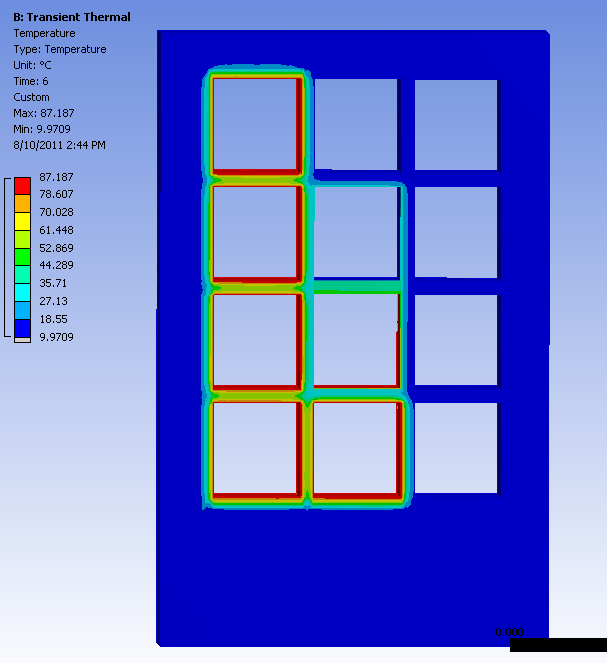 B: Transient Thermal
Temperature
Type: Temperature
Unit: °C
Time: 6
Custom
Max: 87.187
Min: 9.9709
8/10/2011 2:44 PM
87.187
78.607
70.028
61.448
52.869
44.289
35.71
27.13
18.55
9.9709
0.000